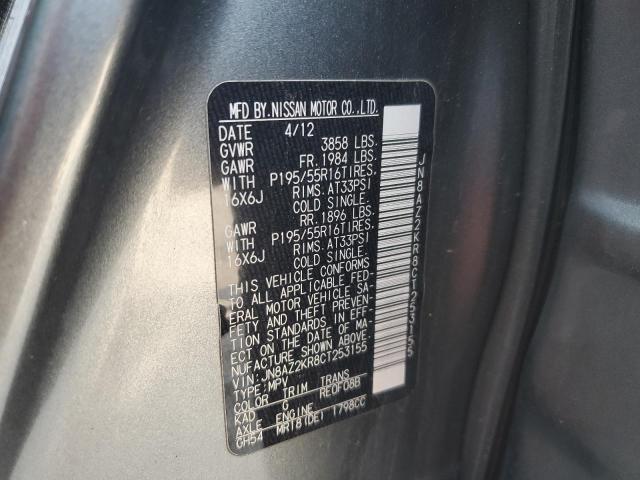 MFD BY.NISSAN MOTOR CO.,LTD.
DATE 4/12
GVWR 3858 LBS.
GAWR FR. 1984 LBS.
WITH P195/55R16TIRES.
16X6J RIMS. AT33PSI
COLD SINGLE.
GAWR RR. 1896 LBS.
WITH P195/55R16TIRES.
16X6J RIMS. AT33PSI
COLD SINGLE.
THIS VEHICLE CONFORMS
TO ALL APPLICABLE FED-
ERAL MOTOR VEHICLE SA-
FETY AND THEFT PREVEN-
TION STANDARDS IN EFF-
ECT ON THE DATE OF MA-
NUFACTURE SHOWN ABOVE.
VIN:JN8AZ2KR8CT253155
TYPE:MPV
COLOR TRIM TRANS
KAD G RE0F08B
AXLE ENGINE
GH54 MRT81DET 1798CC
JN8AZ2KR8CT253155